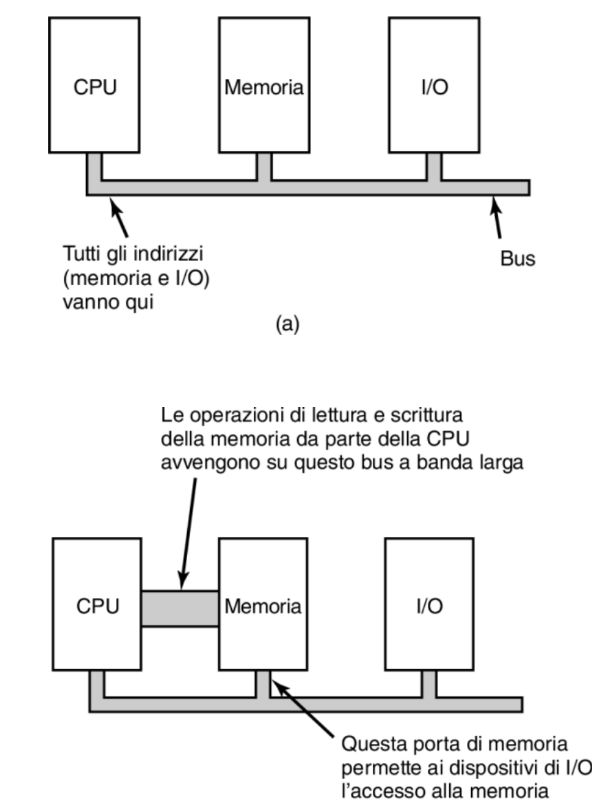 CPU
Memoria
I/O
Tutti gli indirizzi
(memoria e I/O)
vanno qui
Bus
(a)
Le operazioni di lettura e scrittura
della memoria da parte della CPU
avvengono su questo bus a banda larga
CPU
Memoria
I/O
Questa porta di memoria
permette ai dispositivi di I/O
l'accesso alla memoria